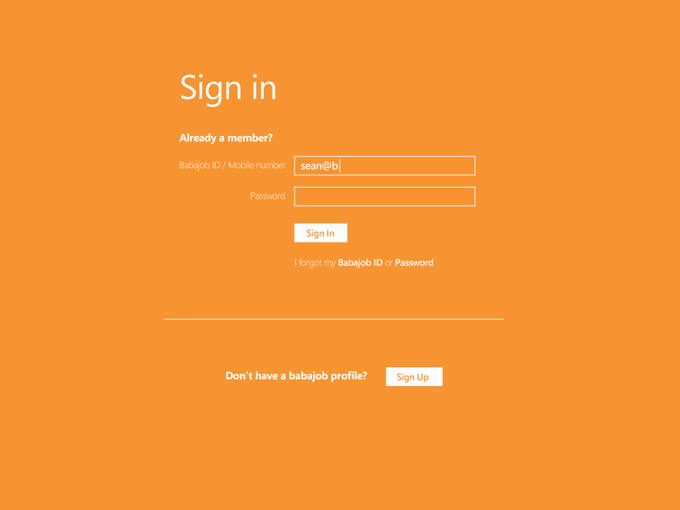 Sign in
Already a member?
Babajob ID / Mobile number sean@b
Password
Sign In
I forgot my Babajob ID or Password
Don't have a babajob profile? Sign Up